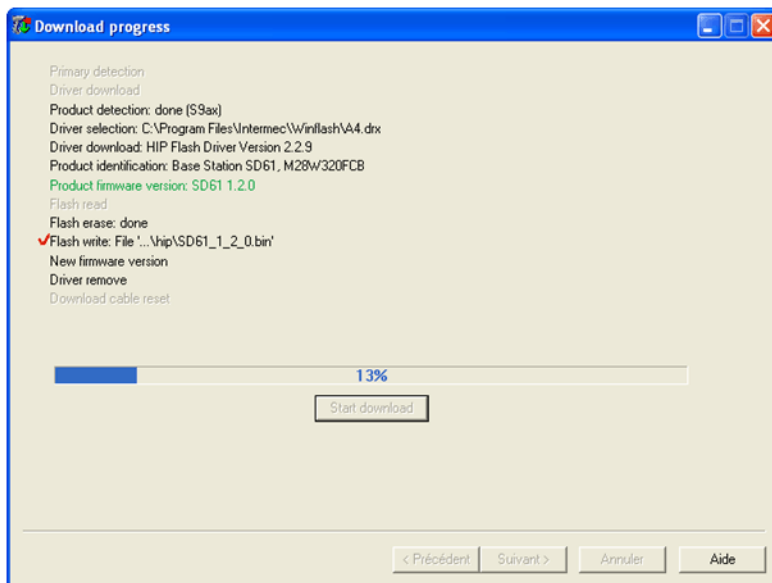 Download progress
Primary detection
Driver download
Product detection: done (S9ax)
Driver selection: C:\Program Files\Intermec\Winflash\A4.drx
Driver download: HIP Flash Driver Version 2.2.9
Product identification: Base Station SD61, M28W320FCB
Product firmware version: SD61 1.2.0
Flash read
Flash erase: done
Flash write: File '...\hip\SD61_1_2_0.bin'
New firmware version
Driver remove
Download cable reset
13%
Start download
< Précédent Suivant > Annuler Aide